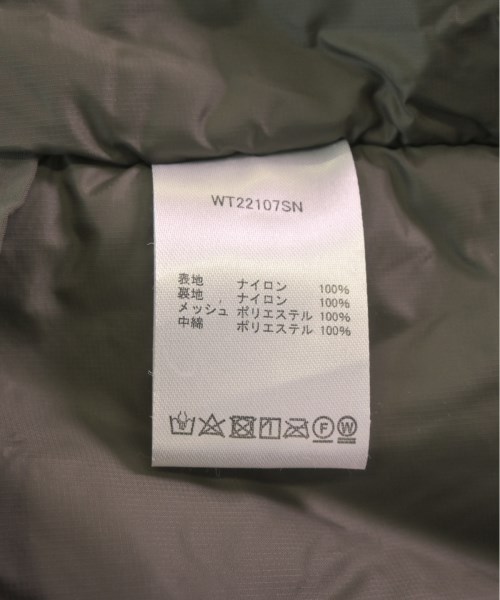 WT22107SN
表地 ナイロン 100%
裏地 ナイロン 100%
メッシュ ポリエステル 100%
中綿 ポリエステル 100%
F W